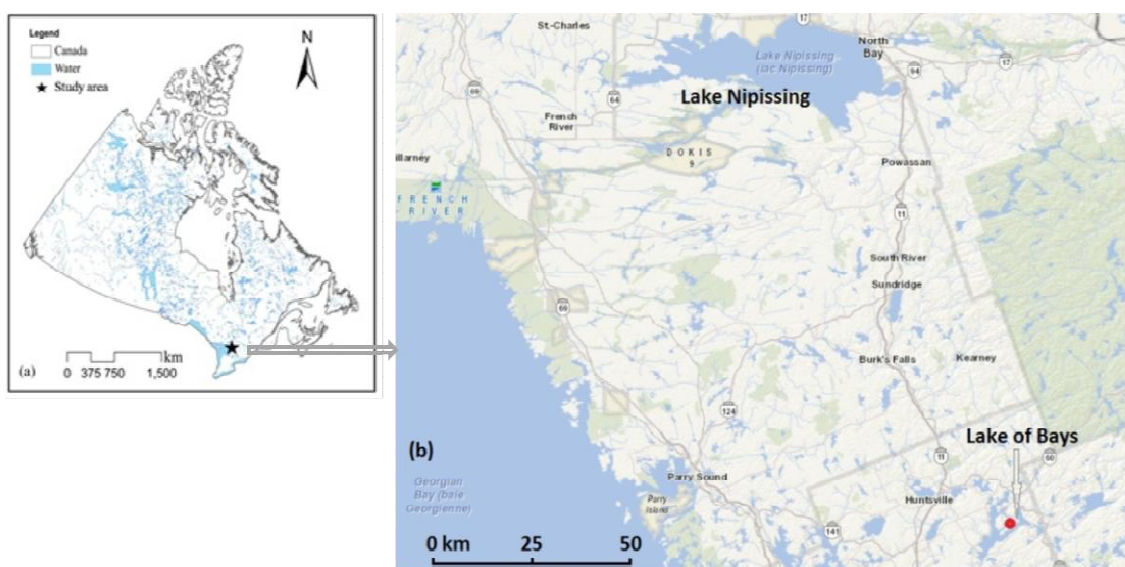 Legend
Canada
Water
Study area
N
(a)
km
0 375 750 1,500
St-Charles
17
North
Bay
Lake Nipissing
(lac Nipissing)
94
17
69
64
Lake Nipissing
French
River
DOKIS
9
illarney
Powassan
FRENCH
RIVER
11
South River
Sundridge
69
Burk's Falls
Kearney
124
Lake of Bays
(b)
11
60
Parry Sound
Georgian
Bay (baie
Georgienne)
Parry
Island
Huntsville
141
0 km 25 50